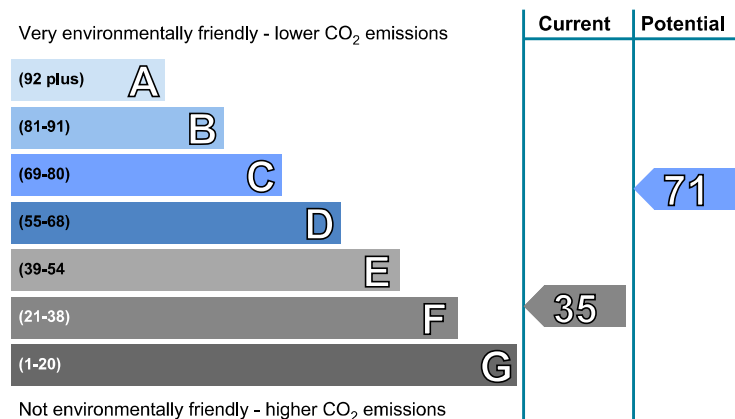 Very environmentally friendly - lower CO₂ emissions
Current
Potential
(92 plus) A
(81-91) B
(69-80) C
71
(55-68) D
(39-54 E
(21-38) F
35
(1-20) G
Not environmentally friendly - higher CO₂ emissions